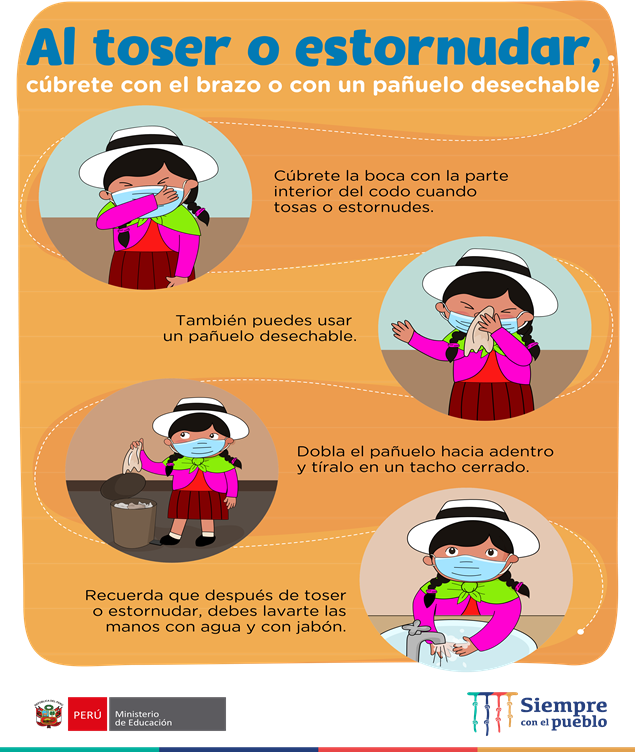 Al toser o estornudar,
cúbrete con el brazo o con un pañuelo desechable
Cúbrete la boca con la parte
interior del codo cuando
tosas o estornudes.
También puedes usar
un pañuelo desechable.
Dobla el pañuelo hacia adentro
y tíralo en un tacho cerrado.
Recuerda que después de toser
o estornudar, debes lavarte las
manos con agua y con jabón.
PERÚ
Ministerio
de Educación
Siempre
con el pueblo